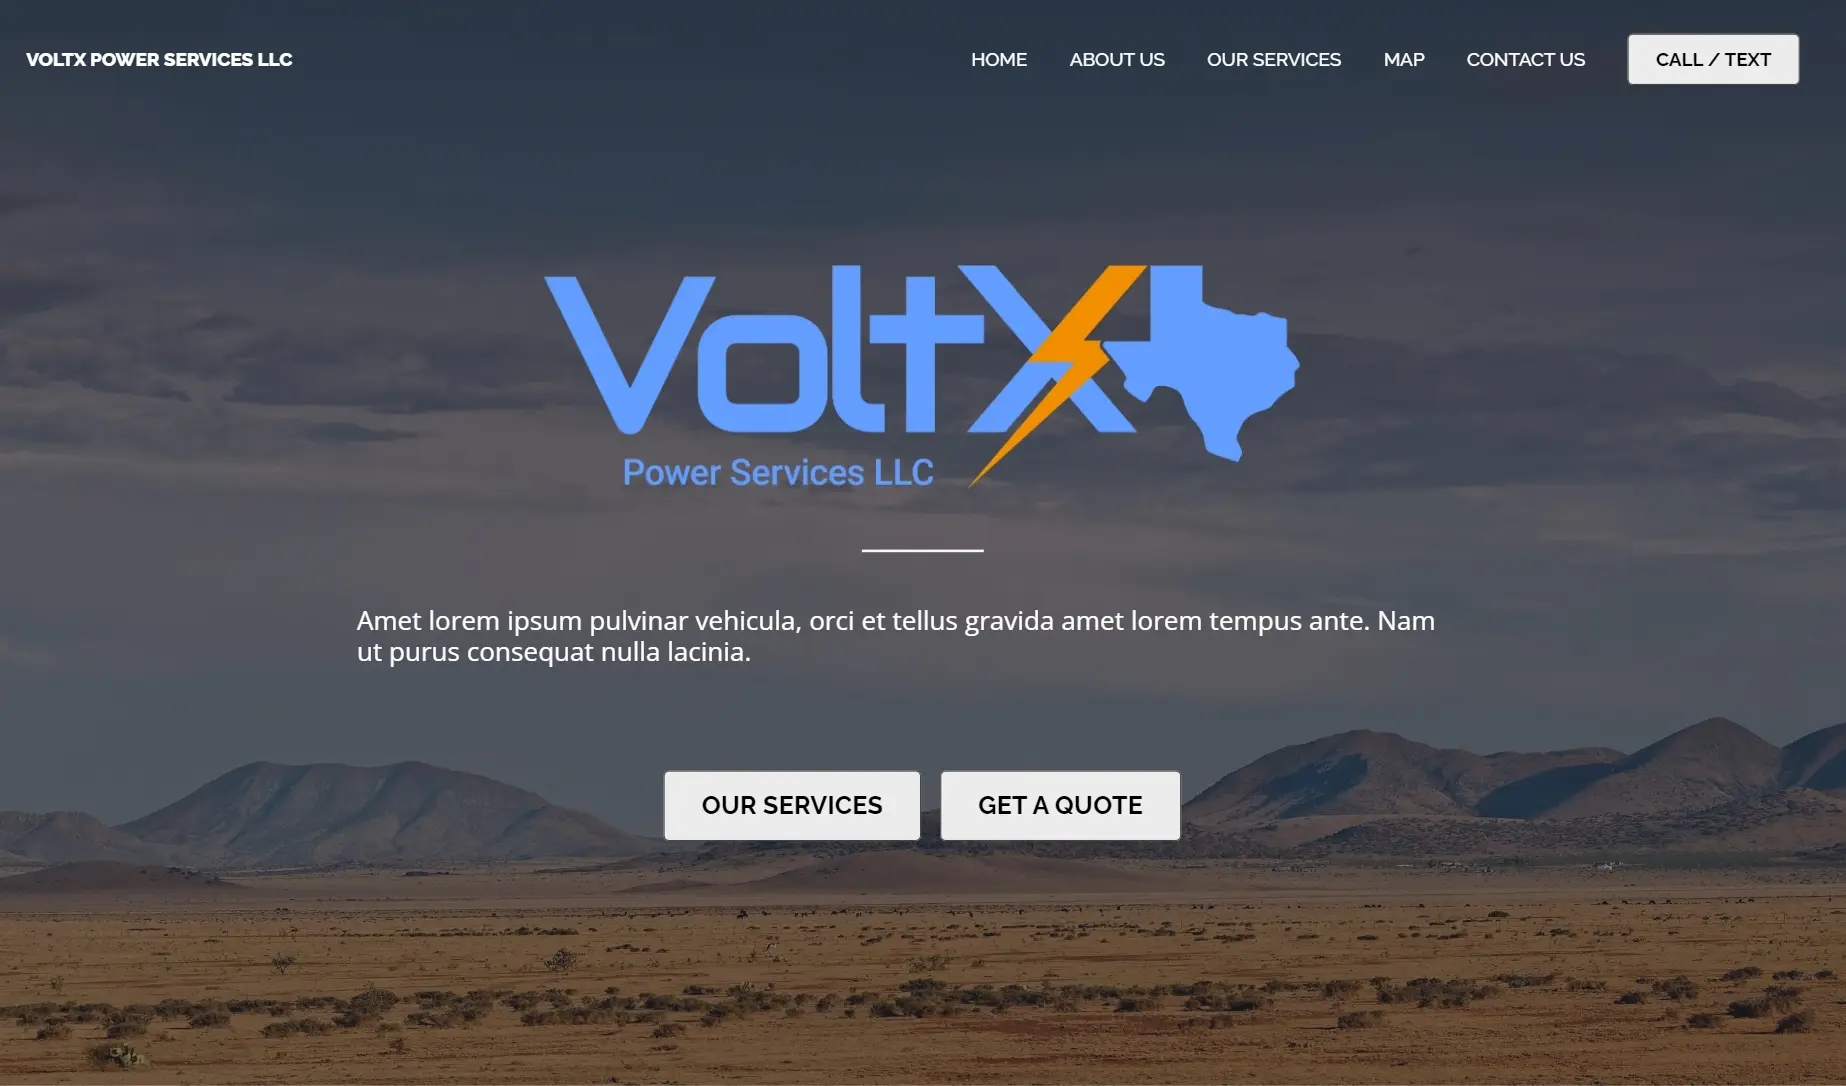 VOLTX POWER SERVICES LLC
HOME ABOUT US OUR SERVICES MAP CONTACT US CALL / TEXT
VoltX
Power Services LLC
Amet lorem ipsum pulvinar vehicula, orci et tellus gravida amet lorem tempus ante. Nam
ut purus consequat nulla lacinia.
OUR SERVICES GET A QUOTE